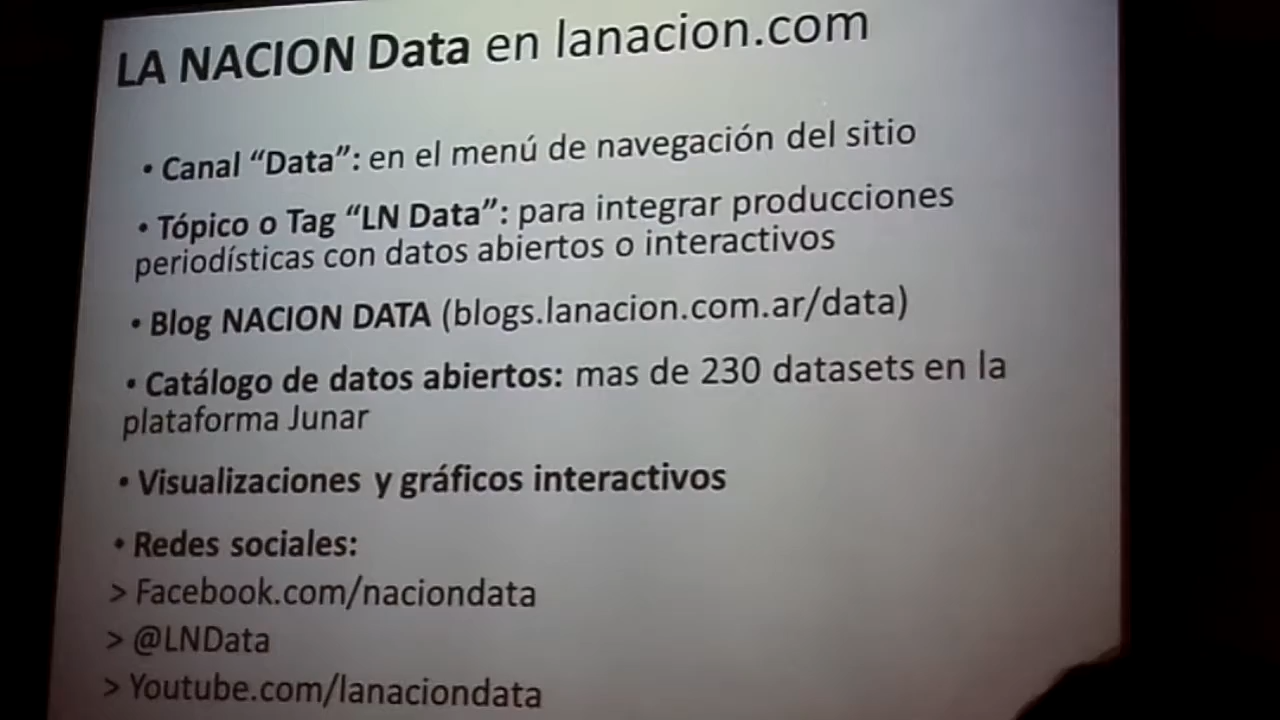 LA NACION Data en lanacion.com
• Canal “Data”: en el menú de navegación del sitio
• Tópico o Tag “LN Data”: para integrar producciones
periodísticas con datos abiertos o interactivos
• Blog NACION DATA (blogs.lanacion.com.ar/data)
• Catálogo de datos abiertos: mas de 230 datasets en la
plataforma Junar
• Visualizaciones y gráficos interactivos
• Redes sociales:
> Facebook.com/naciondata
> @LNData
> Youtube.com/lanaciondata